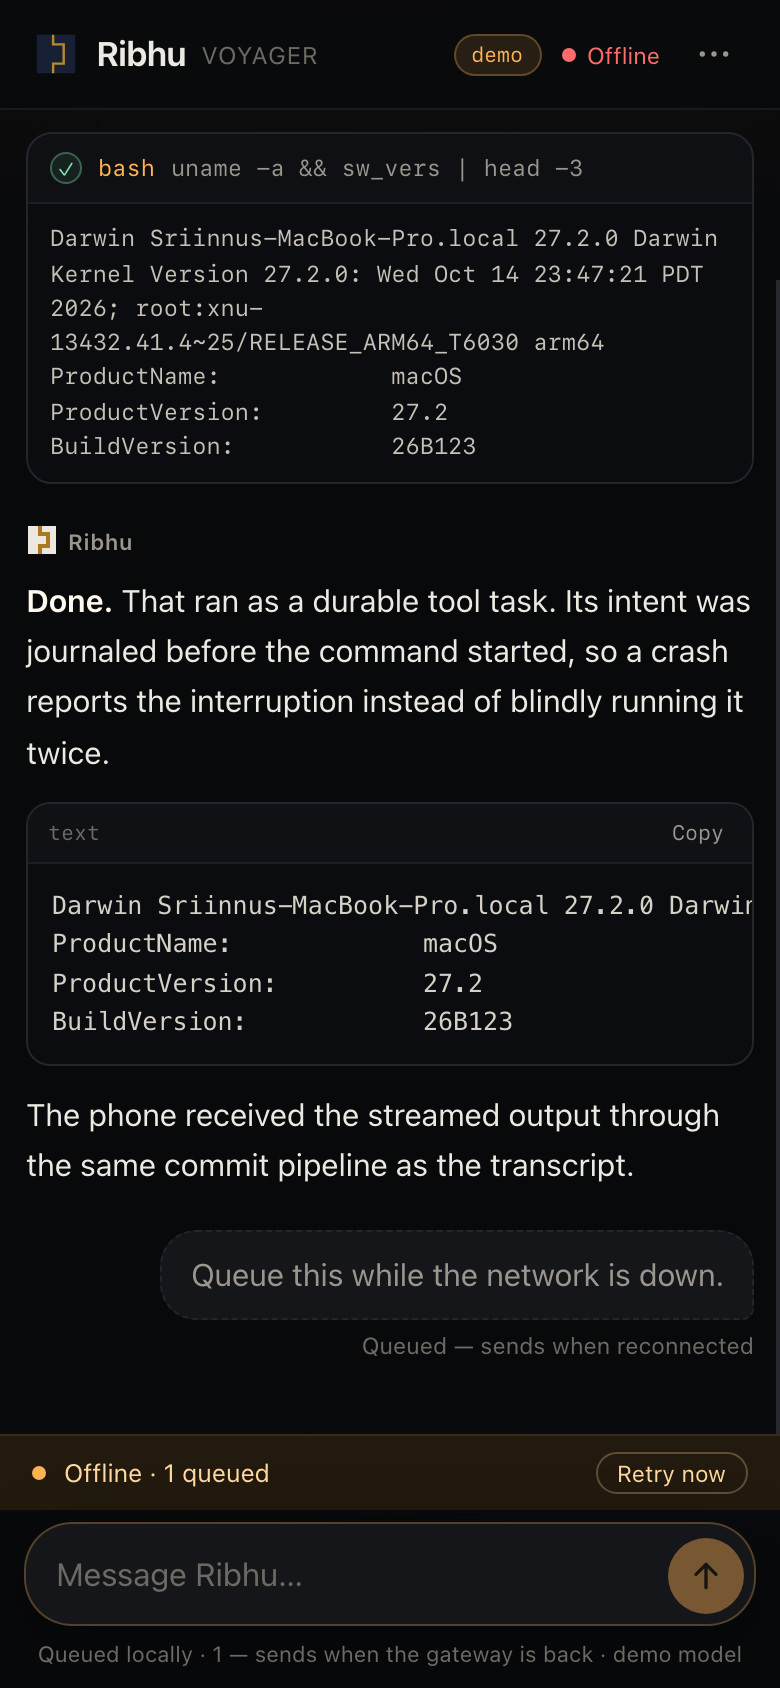 Ribhu VOYAGER demo Offline
bash uname -a && sw_vers | head -3
Darwin Sriinnus-MacBook-Pro.local 27.2.0 Darwin
Kernel Version 27.2.0: Wed Oct 14 23:47:21 PDT
2026; root:xnu-
13432.41.4~25/RELEASE_ARM64_T6030 arm64
ProductName: macOS
ProductVersion: 27.2
BuildVersion: 26B123
Ribhu
Done. That ran as a durable tool task. Its intent was
journaled before the command started, so a crash
reports the interruption instead of blindly running it
twice.
text Copy
Darwin Sriinnus-MacBook-Pro.local 27.2.0 Darwin
ProductName: macOS
ProductVersion: 27.2
BuildVersion: 26B123
The phone received the streamed output through
the same commit pipeline as the transcript.
Queue this while the network is down.
Queued — sends when reconnected
Offline · 1 queued Retry now
Message Ribhu...
Queued locally · 1 — sends when the gateway is back · demo model